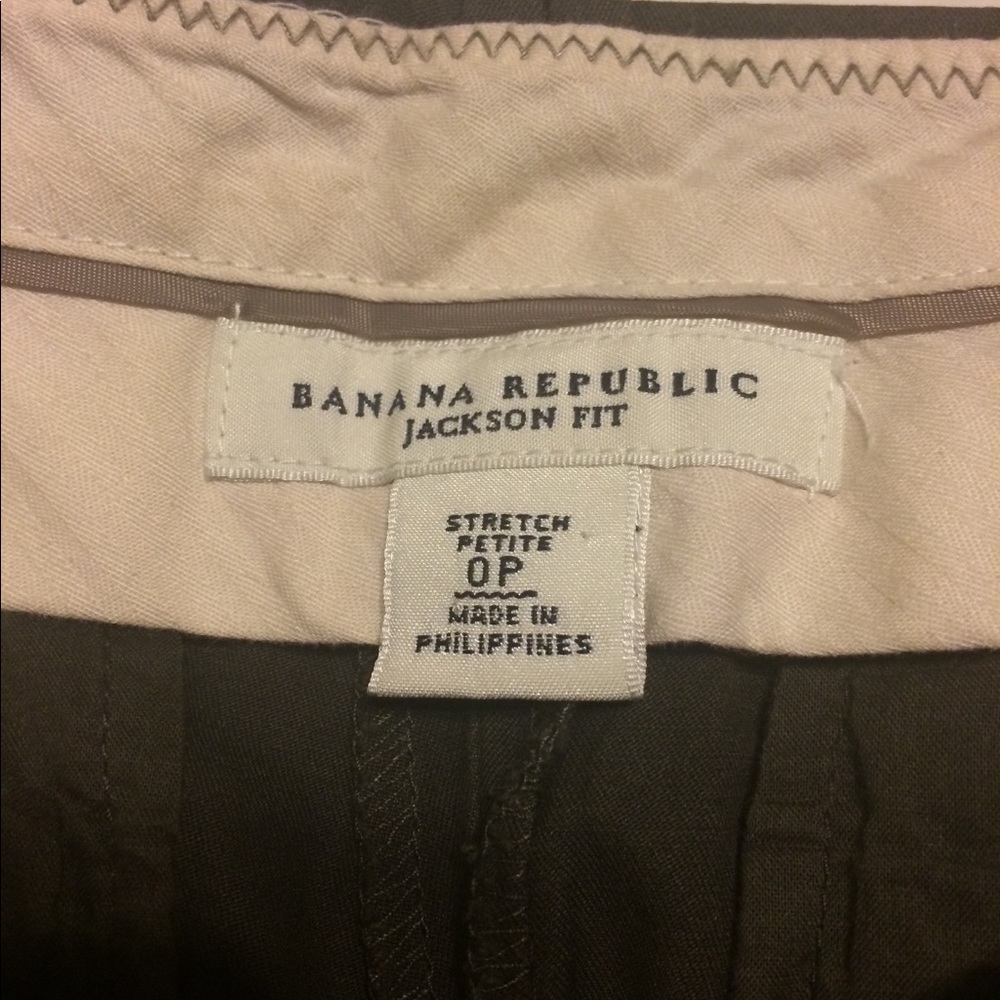 BANANA REPUBLIC
JACKSON FIT
STRETCH
PETITE
0P
MADE IN
PHILIPPINES